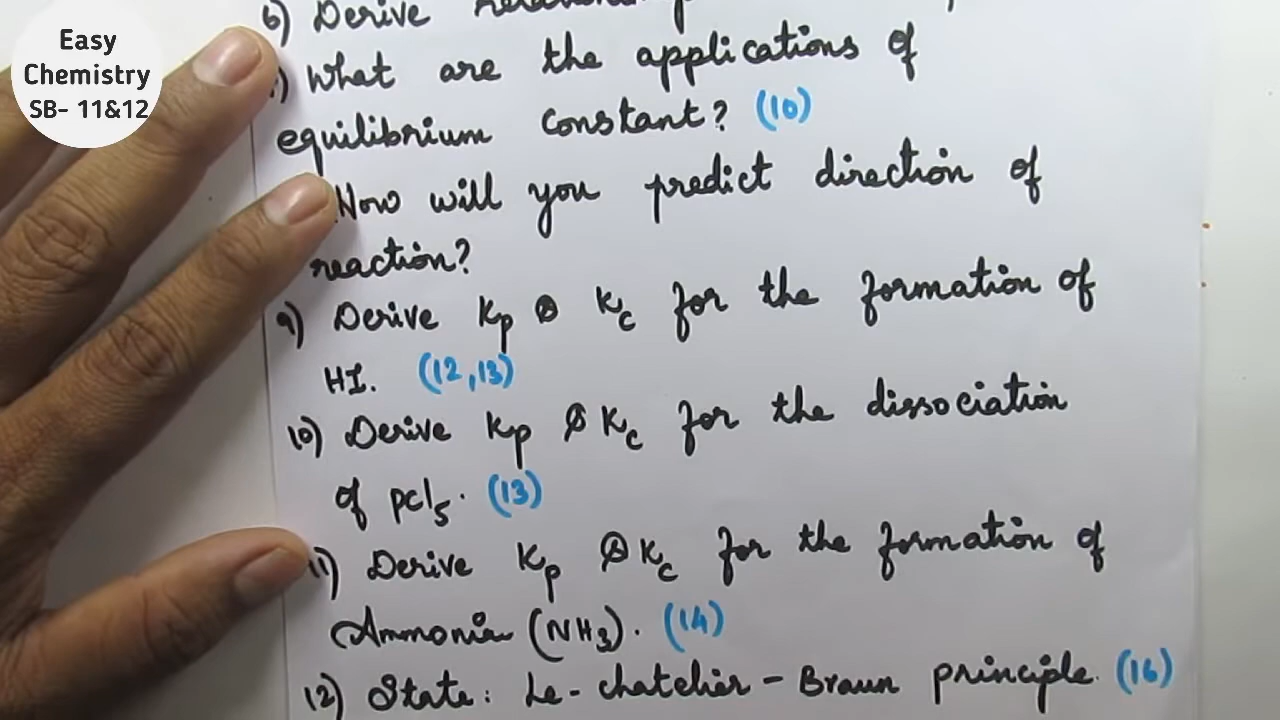 Easy
Chemistry
SB- 11&12
6) Derive
7) What are the applications of
equilibrium constant? (10)
How will you predict direction of
reaction?
9) Derive Kp & Kc for the formation of
HI. (12,13)
10) Derive Kp & Kc for the dissociation
of pcl5. (13)
11) Derive Kp & Kc for the formation of
Ammonia (NH3). (14)
12) State: Le-chatelier-Braun principle. (16)